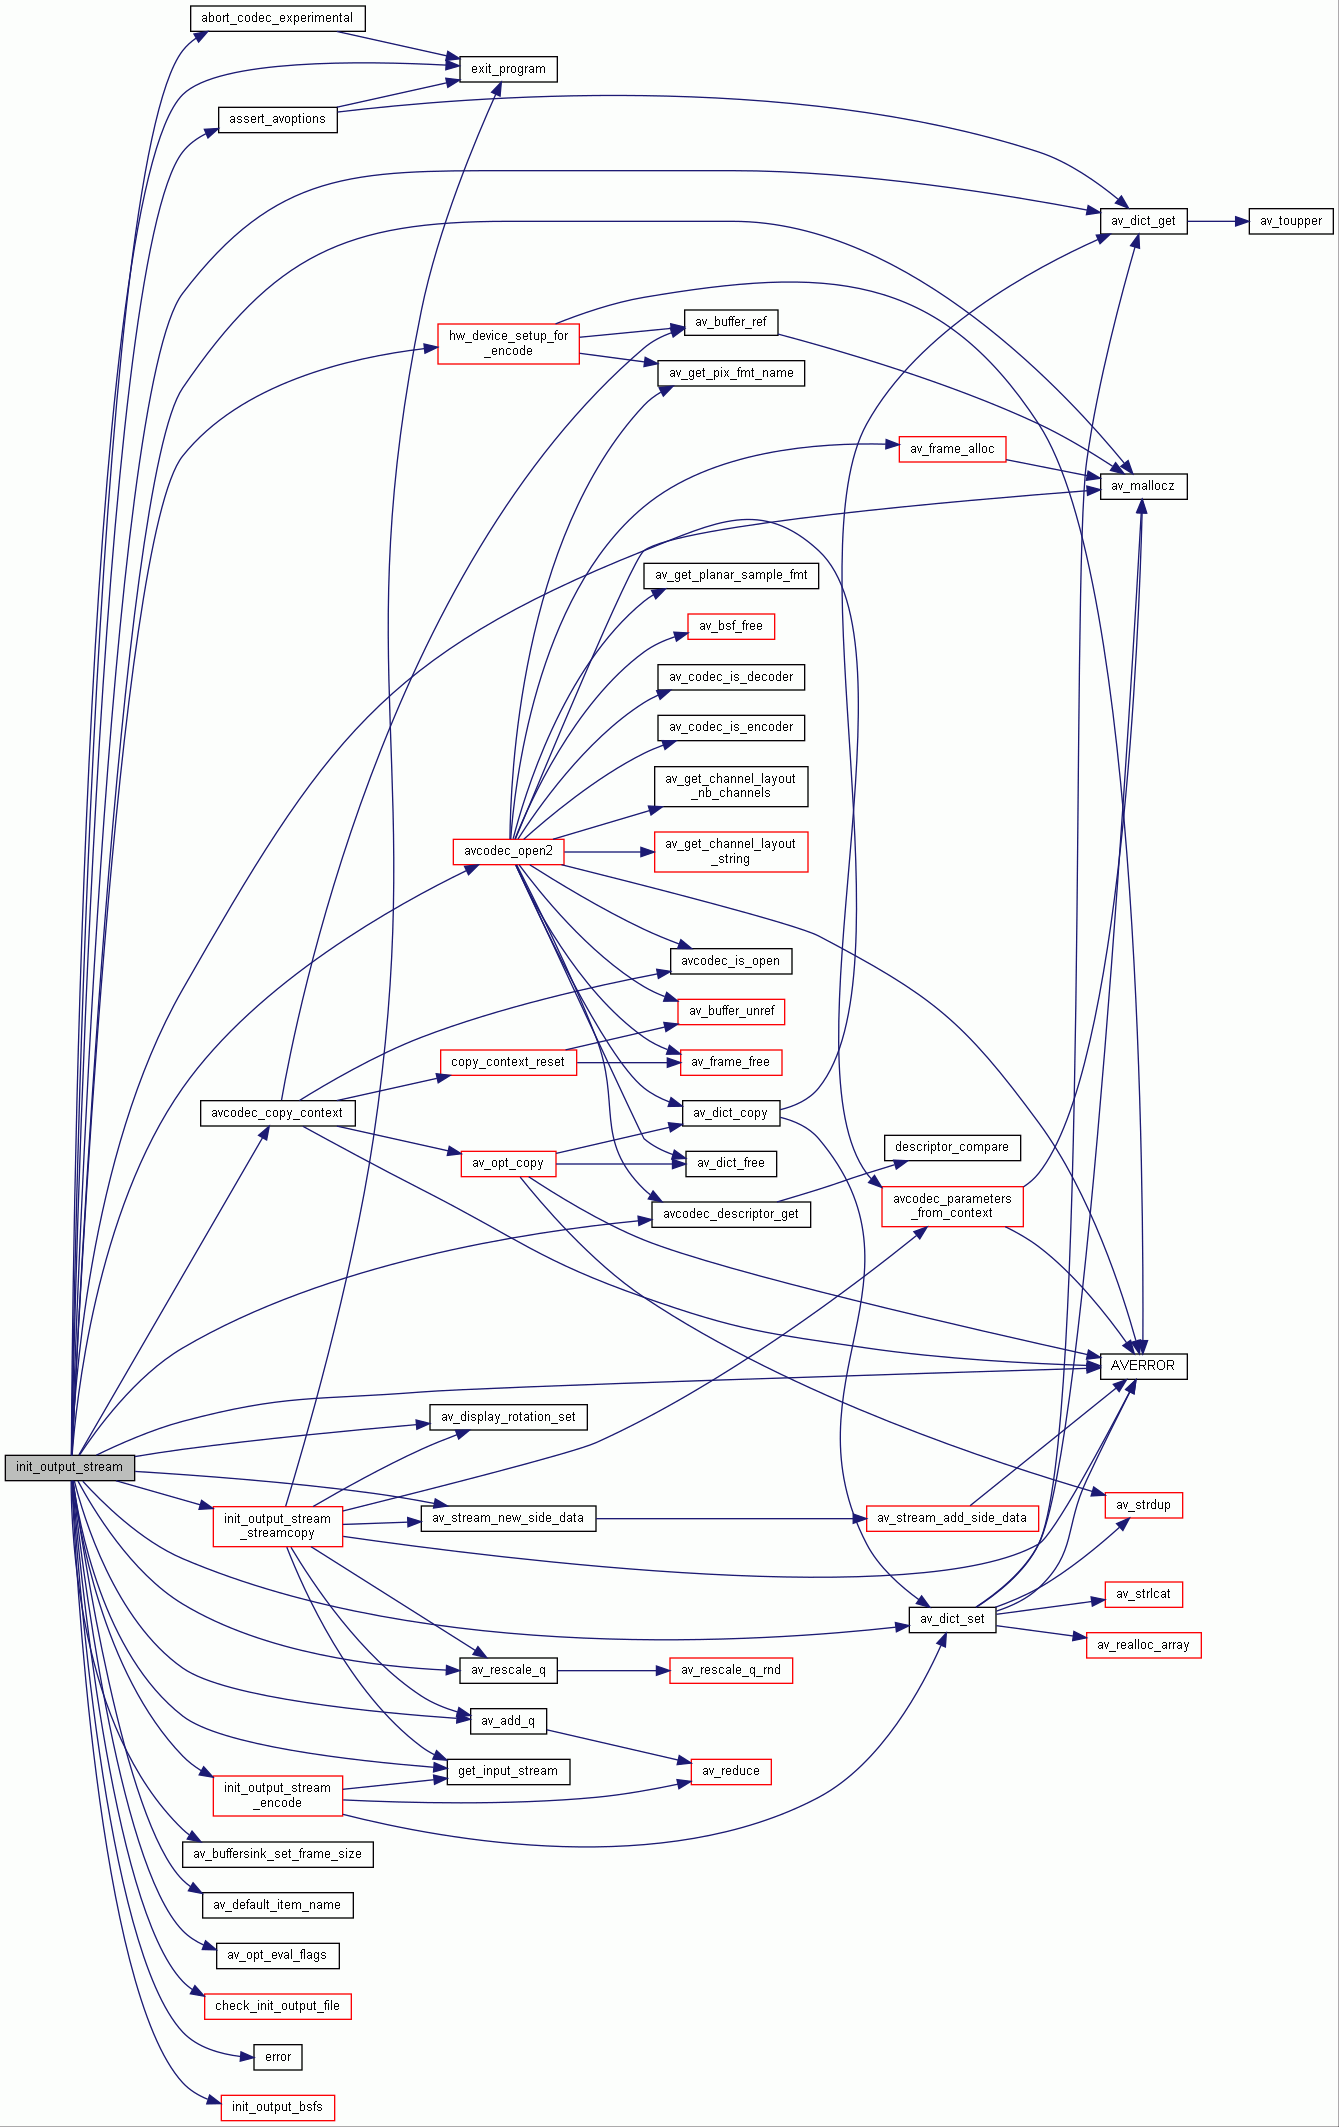 abort_codec_experimental
exit_program
assert_avoptions
av_dict_get
av_toupper
av_buffer_ref
hw_device_setup_for
_encode
av_get_pix_fmt_name
av_frame_alloc
av_mallocz
av_get_planar_sample_fmt
av_bsf_free
av_codec_is_decoder
av_codec_is_encoder
av_get_channel_layout
_nb_channels
avcodec_open2
av_get_channel_layout
_string
avcodec_is_open
av_buffer_unref
copy_context_reset
av_frame_free
avcodec_copy_context
av_dict_copy
descriptor_compare
av_opt_copy
av_dict_free
avcodec_parameters
_from_context
avcodec_descriptor_get
AVERROR
av_display_rotation_set
init_output_stream
av_strdup
init_output_stream
_streamcopy
av_stream_new_side_data
av_stream_add_side_data
av_strlcat
av_dict_set
av_realloc_array
av_rescale_q
av_rescale_q_rnd
av_add_q
get_input_stream
av_reduce
init_output_stream
_encode
av_buffersink_set_frame_size
av_default_item_name
av_opt_eval_flags
check_init_output_file
error
init_output_bsfs